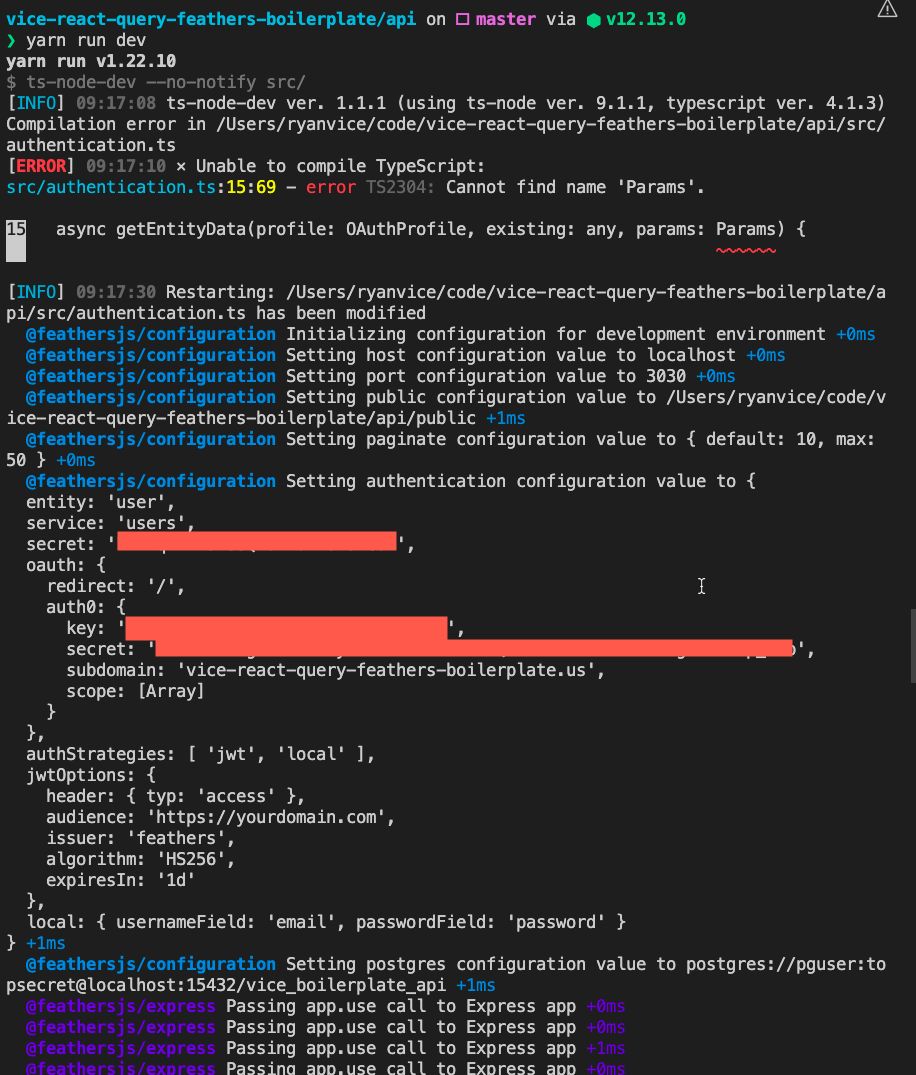 vice-react-query-feathers-boilerplate/api on master via v12.13.0
❯ yarn run dev
yarn run v1.22.10
$ ts-node-dev --no-notify src/
[INFO] 09:17:08 ts-node-dev ver. 1.1.1 (using ts-node ver. 9.1.1, typescript ver. 4.1.3)
Compilation error in /Users/ryanvice/code/vice-react-query-feathers-boilerplate/api/src/
authentication.ts
[ERROR] 09:17:10 ⨯ Unable to compile TypeScript:
src/authentication.ts:15:69 - error TS2304: Cannot find name 'Params'.
15   async getEntityData(profile: OAuthProfile, existing: any, params: Params) {
[INFO] 09:17:30 Restarting: /Users/ryanvice/code/vice-react-query-feathers-boilerplate/a
pi/src/authentication.ts has been modified
  @feathersjs/configuration Initializing configuration for development environment +0ms
  @feathersjs/configuration Setting host configuration value to localhost +0ms
  @feathersjs/configuration Setting port configuration value to 3030 +0ms
  @feathersjs/configuration Setting public configuration value to /Users/ryanvice/code/v
ice-react-query-feathers-boilerplate/api/public +1ms
  @feathersjs/configuration Setting paginate configuration value to { default: 10, max:
50 } +0ms
  @feathersjs/configuration Setting authentication configuration value to {
  entity: 'user',
  service: 'users',
  secret: '',
  oauth: {
    redirect: '/',
    auth0: {
      key: '',
      secret: '',
      subdomain: 'vice-react-query-feathers-boilerplate.us',
      scope: [Array]
    }
  },
  authStrategies: [ 'jwt', 'local' ],
  jwtOptions: {
    header: { typ: 'access' },
    audience: 'https://yourdomain.com',
    issuer: 'feathers',
    algorithm: 'HS256',
    expiresIn: '1d'
  },
  local: { usernameField: 'email', passwordField: 'password' }
} +1ms
  @feathersjs/configuration Setting postgres configuration value to postgres://pguser:to
psecret@localhost:15432/vice_boilerplate_api +1ms
  @feathersjs/express Passing app.use call to Express app +0ms
  @feathersjs/express Passing app.use call to Express app +0ms
  @feathersjs/express Passing app.use call to Express app +1ms
  @feathersjs/express Passing app.use call to Express app +0ms